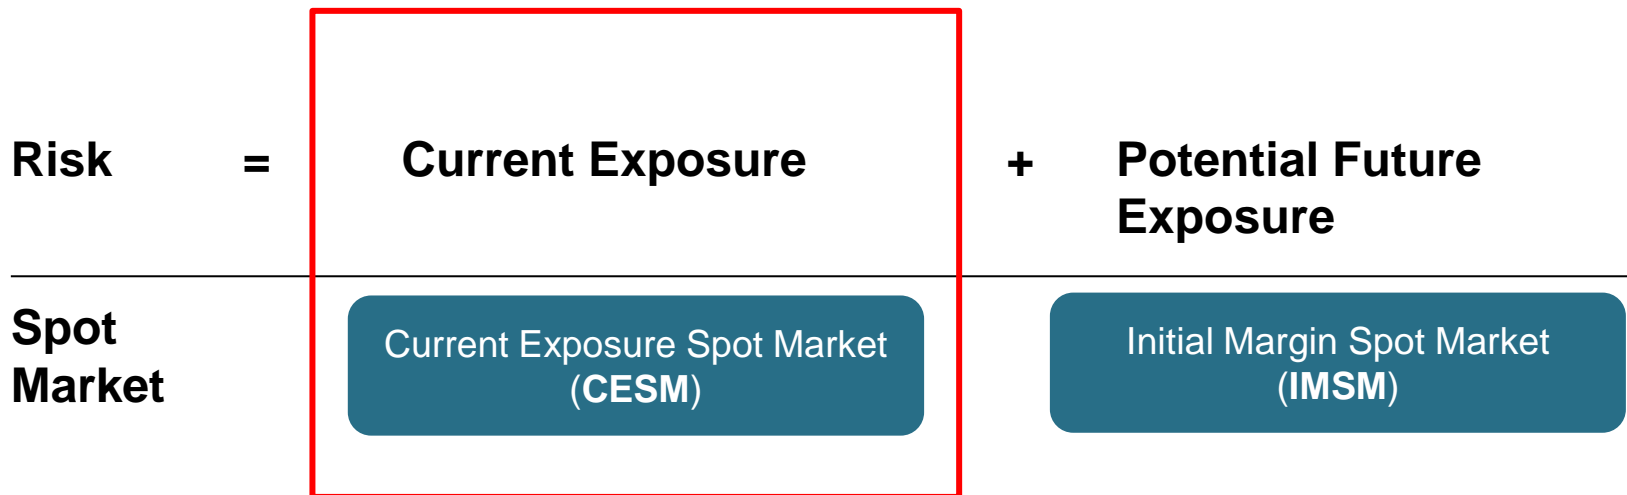 Risk = Current Exposure + Potential Future
Exposure
Spot
Market
Current Exposure Spot Market
(CESM)
Initial Margin Spot Market
(IMSM)